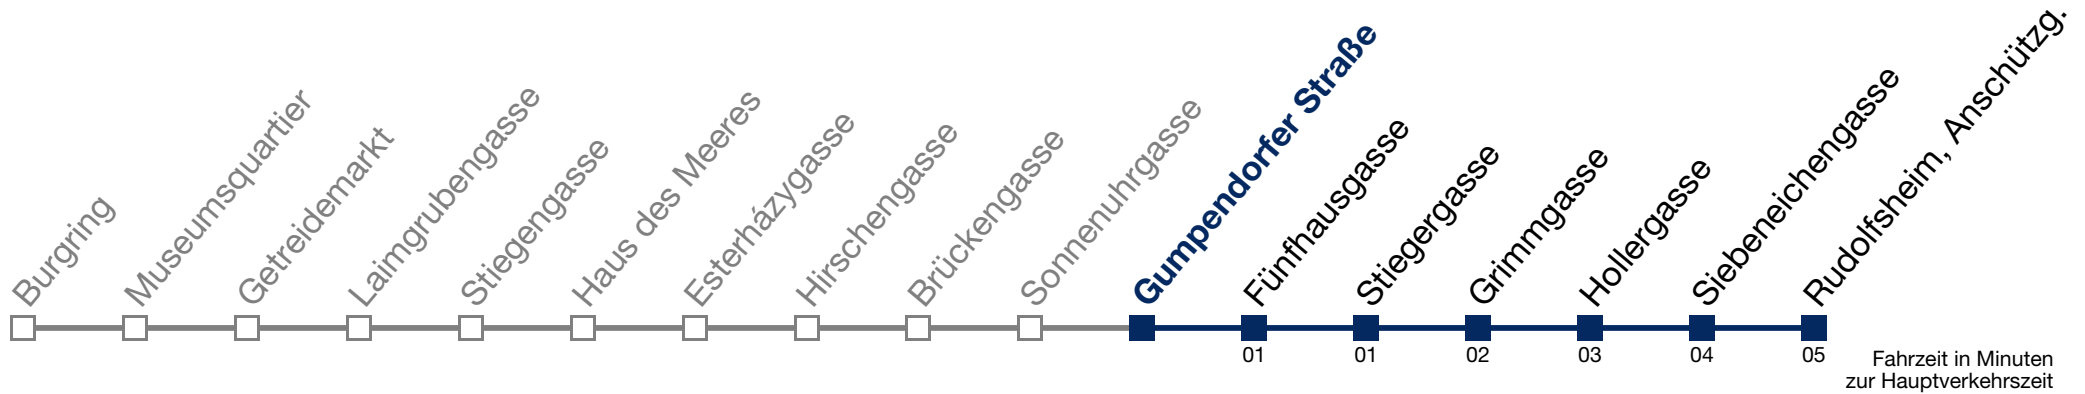 Burgring
Museumsquartier
Getreidemarkt
Laimgrubengasse
Stiegengasse
Haus des Meeres
Esterházygasse
Hirschengasse
Brückengasse
Sonnenuhrgasse
Gumpendorfer Straße
Fünfhausgasse
Stiegergasse
Grimmgasse
Hollergasse
Siebeneichengasse
Rudolfsheim, Anschützg.
01 01 02 03 04 05
Fahrzeit in Minuten
zur Hauptverkehrszeit